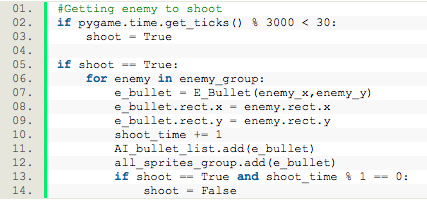 01. #Getting enemy to shoot
02. if pygame.time.get_ticks() % 3000 < 30:
03.     shoot = True
04.
05. if shoot == True:
06.     for enemy in enemy_group:
07.         e_bullet = E_Bullet(enemy_x,enemy_y)
08.         e_bullet.rect.x = enemy.rect.x
09.         e_bullet.rect.y = enemy.rect.y
10.         shoot_time += 1
11.         AI_bullet_list.add(e_bullet)
12.         all_sprites_group.add(e_bullet)
13.         if shoot == True and shoot_time % 1 == 0:
14.             shoot = False